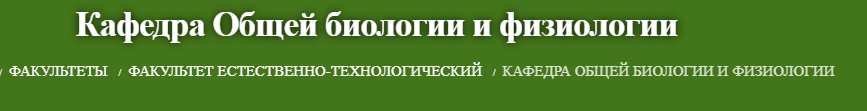 Кафедра Общей биологии и физиологии
/ ФАКУЛЬТЕТЫ / ФАКУЛЬТЕТ ЕСТЕСТВЕННО-ТЕХНОЛОГИЧЕСКИЙ / КАФЕДРА ОБЩЕЙ БИОЛОГИИ И ФИЗИОЛОГИИ